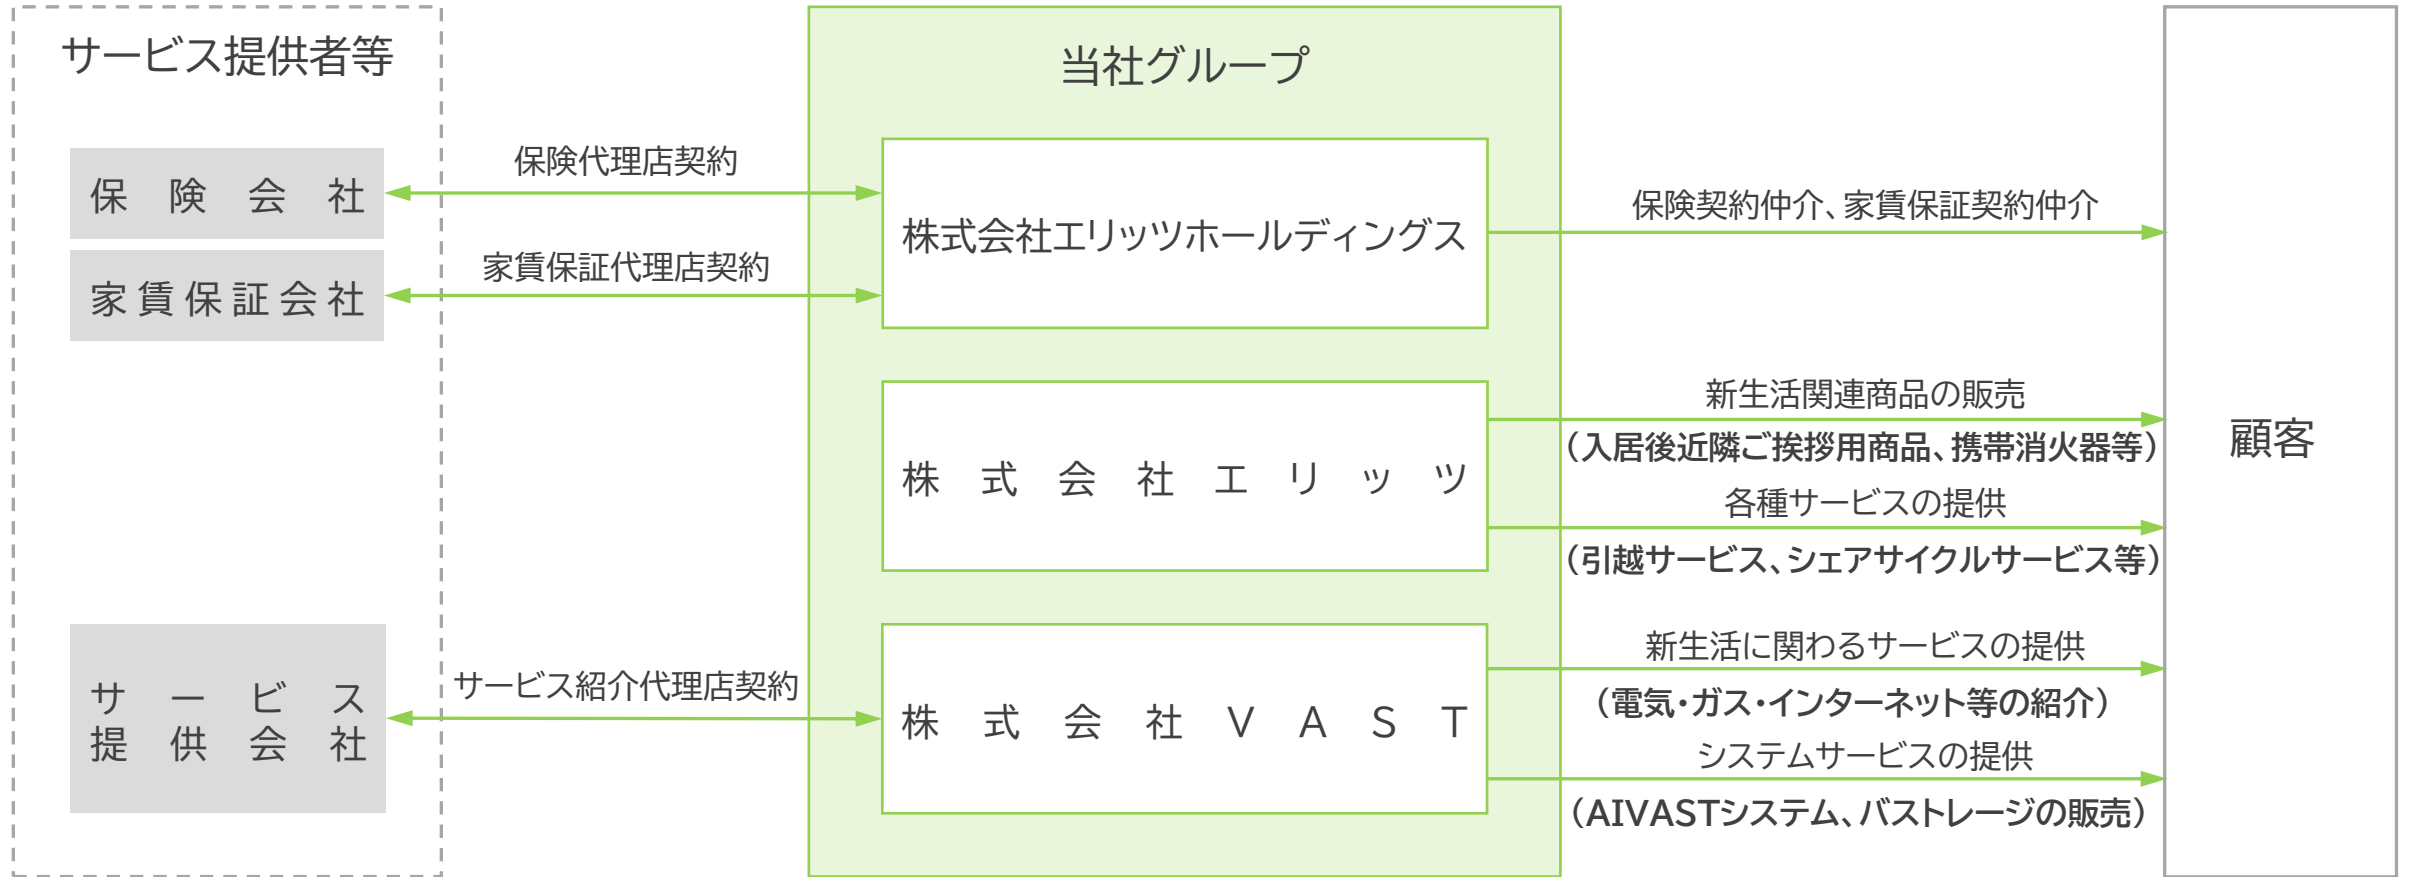 サービス提供者等
保険会社
家賃保証会社
サービス
提供会社
保険代理店契約
家賃保証代理店契約
サービス紹介代理店契約
当社グループ
株式会社エリッツホールディングス
株式会社エリッツ
株式会社VAST
保険契約仲介、家賃保証契約仲介
新生活関連商品の販売
（入居後近隣ご挨拶用商品、携帯消火器等）
各種サービスの提供
（引越サービス、シェアサイクルサービス等）
新生活に関わるサービスの提供
（電気・ガス・インターネット等の紹介）
システムサービスの提供
（AIVASTシステム、バストレージの販売）
顧客